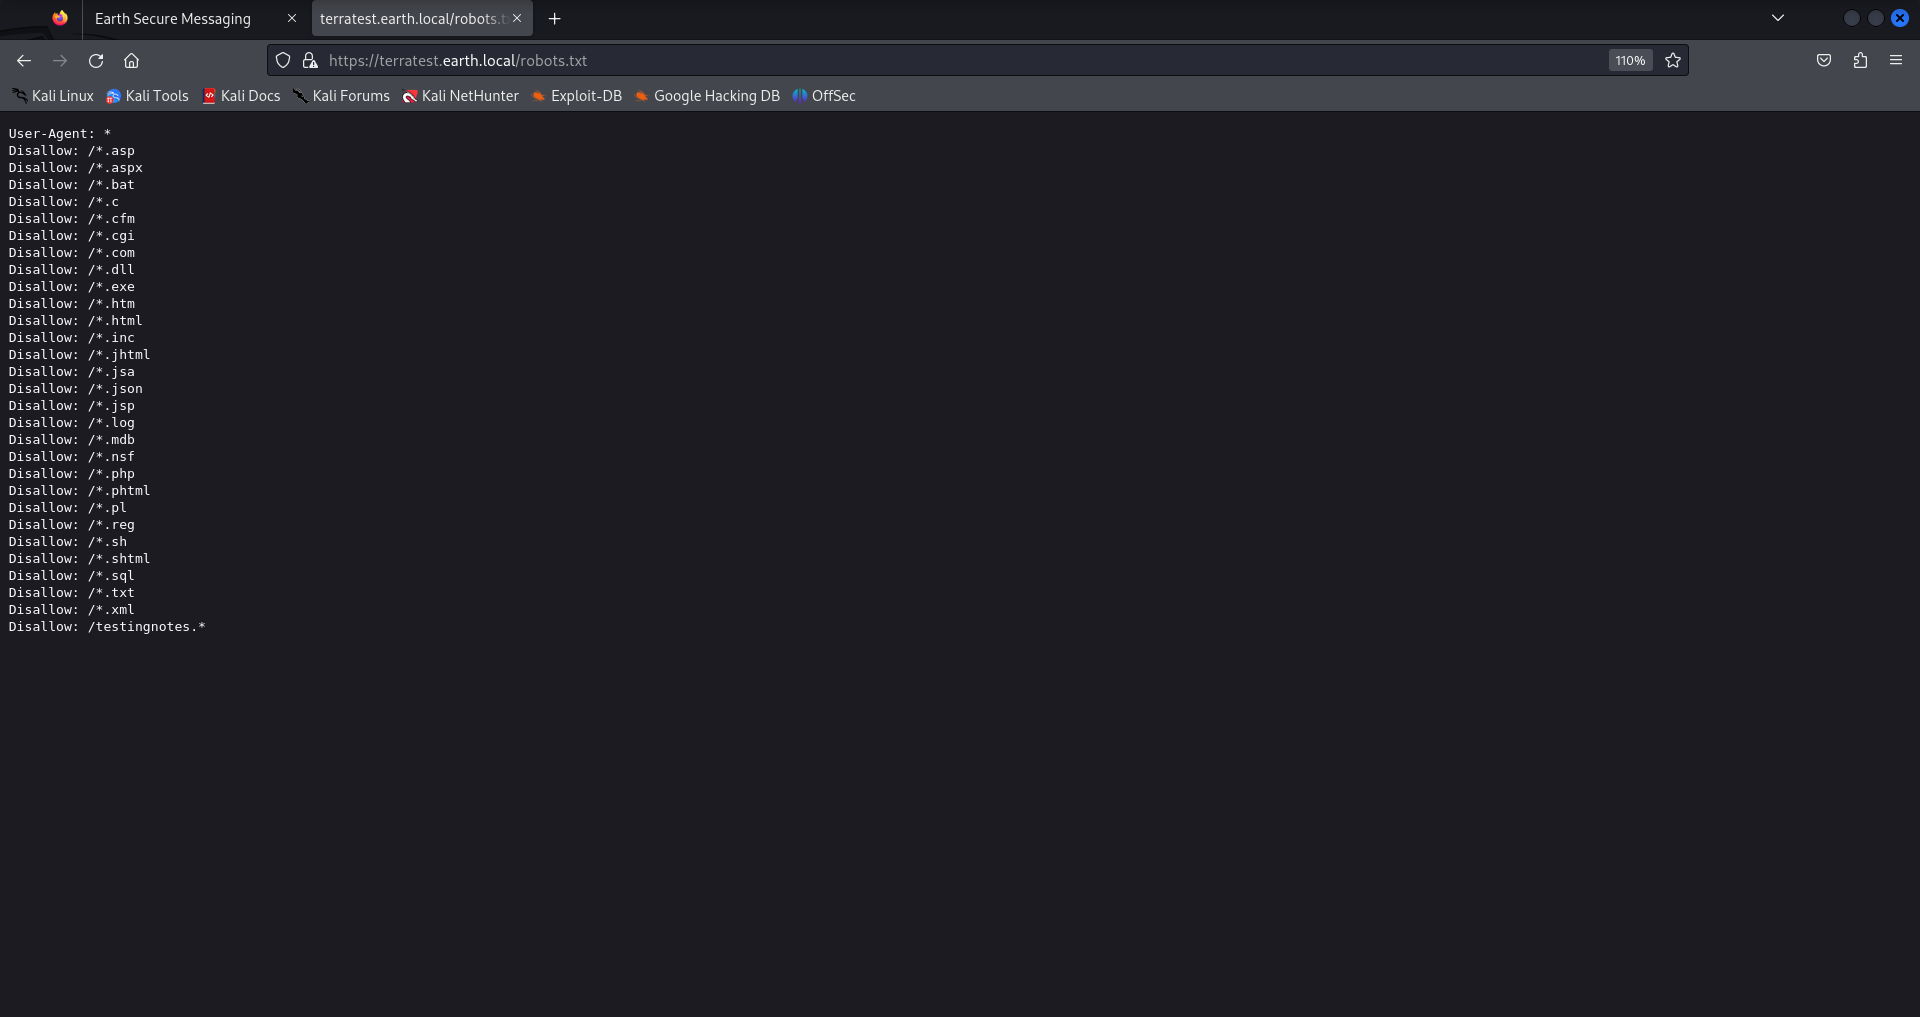 Earth Secure Messaging
terratest.earth.local/robots.t
https://terratest.earth.local/robots.txt
110%
Kali Linux
Kali Tools
Kali Docs
Kali Forums
Kali NetHunter
Exploit-DB
Google Hacking DB
OffSec
User-Agent: *
Disallow: /*.asp
Disallow: /*.aspx
Disallow: /*.bat
Disallow: /*.c
Disallow: /*.cfm
Disallow: /*.cgi
Disallow: /*.com
Disallow: /*.dll
Disallow: /*.exe
Disallow: /*.htm
Disallow: /*.html
Disallow: /*.inc
Disallow: /*.jhtml
Disallow: /*.jsa
Disallow: /*.json
Disallow: /*.jsp
Disallow: /*.log
Disallow: /*.mdb
Disallow: /*.nsf
Disallow: /*.php
Disallow: /*.phtml
Disallow: /*.pl
Disallow: /*.reg
Disallow: /*.sh
Disallow: /*.shtml
Disallow: /*.sql
Disallow: /*.txt
Disallow: /*.xml
Disallow: /testingnotes.*